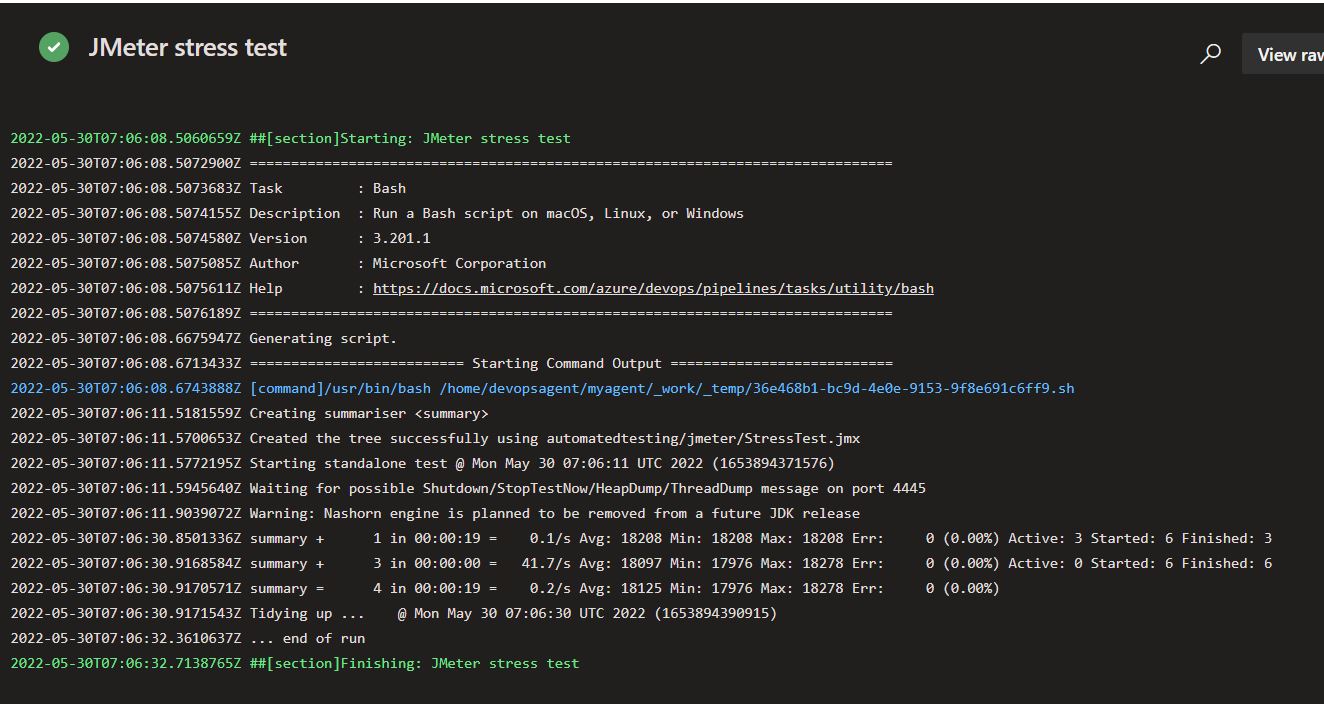 JMeter stress test
View raw
2022-05-30T07:06:08.5060659Z ##[section]Starting: JMeter stress test
2022-05-30T07:06:08.5072900Z ==============================================================================
2022-05-30T07:06:08.5073683Z Task         : Bash
2022-05-30T07:06:08.5074155Z Description  : Run a Bash script on macOS, Linux, or Windows
2022-05-30T07:06:08.5074580Z Version      : 3.201.1
2022-05-30T07:06:08.5075085Z Author       : Microsoft Corporation
2022-05-30T07:06:08.5075611Z Help         : https://docs.microsoft.com/azure/devops/pipelines/tasks/utility/bash
2022-05-30T07:06:08.5076189Z ==============================================================================
2022-05-30T07:06:08.6675947Z Generating script.
2022-05-30T07:06:08.6713433Z ========================== Starting Command Output ===========================
2022-05-30T07:06:08.6743888Z [command]/usr/bin/bash /home/devopsagent/myagent/_work/_temp/36e468b1-bc9d-4e0e-9153-9f8e691c6ff9.sh
2022-05-30T07:06:11.5181559Z Creating summariser <summary>
2022-05-30T07:06:11.5700653Z Created the tree successfully using automatedtesting/jmeter/StressTest.jmx
2022-05-30T07:06:11.5772195Z Starting standalone test @ Mon May 30 07:06:11 UTC 2022 (1653894371576)
2022-05-30T07:06:11.5945640Z Waiting for possible Shutdown/StopTestNow/HeapDump/ThreadDump message on port 4445
2022-05-30T07:06:11.9039072Z Warning: Nashorn engine is planned to be removed from a future JDK release
2022-05-30T07:06:30.8501336Z summary +      1 in 00:00:19 =    0.1/s Avg: 18208 Min: 18208 Max: 18208 Err:     0 (0.00%) Active: 3 Started: 6 Finished: 3
2022-05-30T07:06:30.9168584Z summary +      3 in 00:00:00 =   41.7/s Avg: 18097 Min: 17976 Max: 18278 Err:     0 (0.00%) Active: 0 Started: 6 Finished: 6
2022-05-30T07:06:30.9170571Z summary =      4 in 00:00:19 =    0.2/s Avg: 18125 Min: 17976 Max: 18278 Err:     0 (0.00%)
2022-05-30T07:06:30.9171543Z Tidying up ...    @ Mon May 30 07:06:30 UTC 2022 (1653894390915)
2022-05-30T07:06:32.3610637Z ... end of run
2022-05-30T07:06:32.7138765Z ##[section]Finishing: JMeter stress test